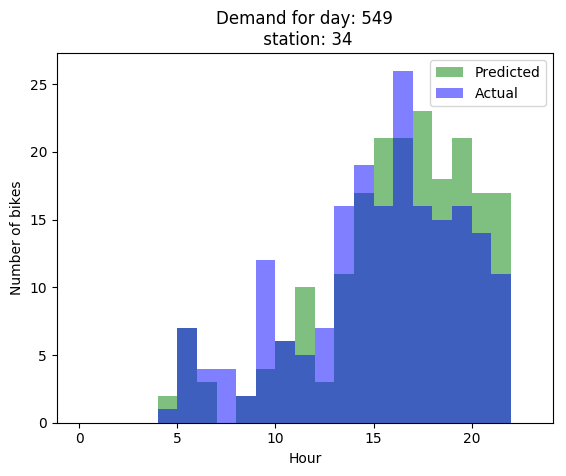 Demand for day: 549
station: 34
Predicted
Actual
Number of bikes
25
20
15
10
5
0
0 5 10 15 20
Hour